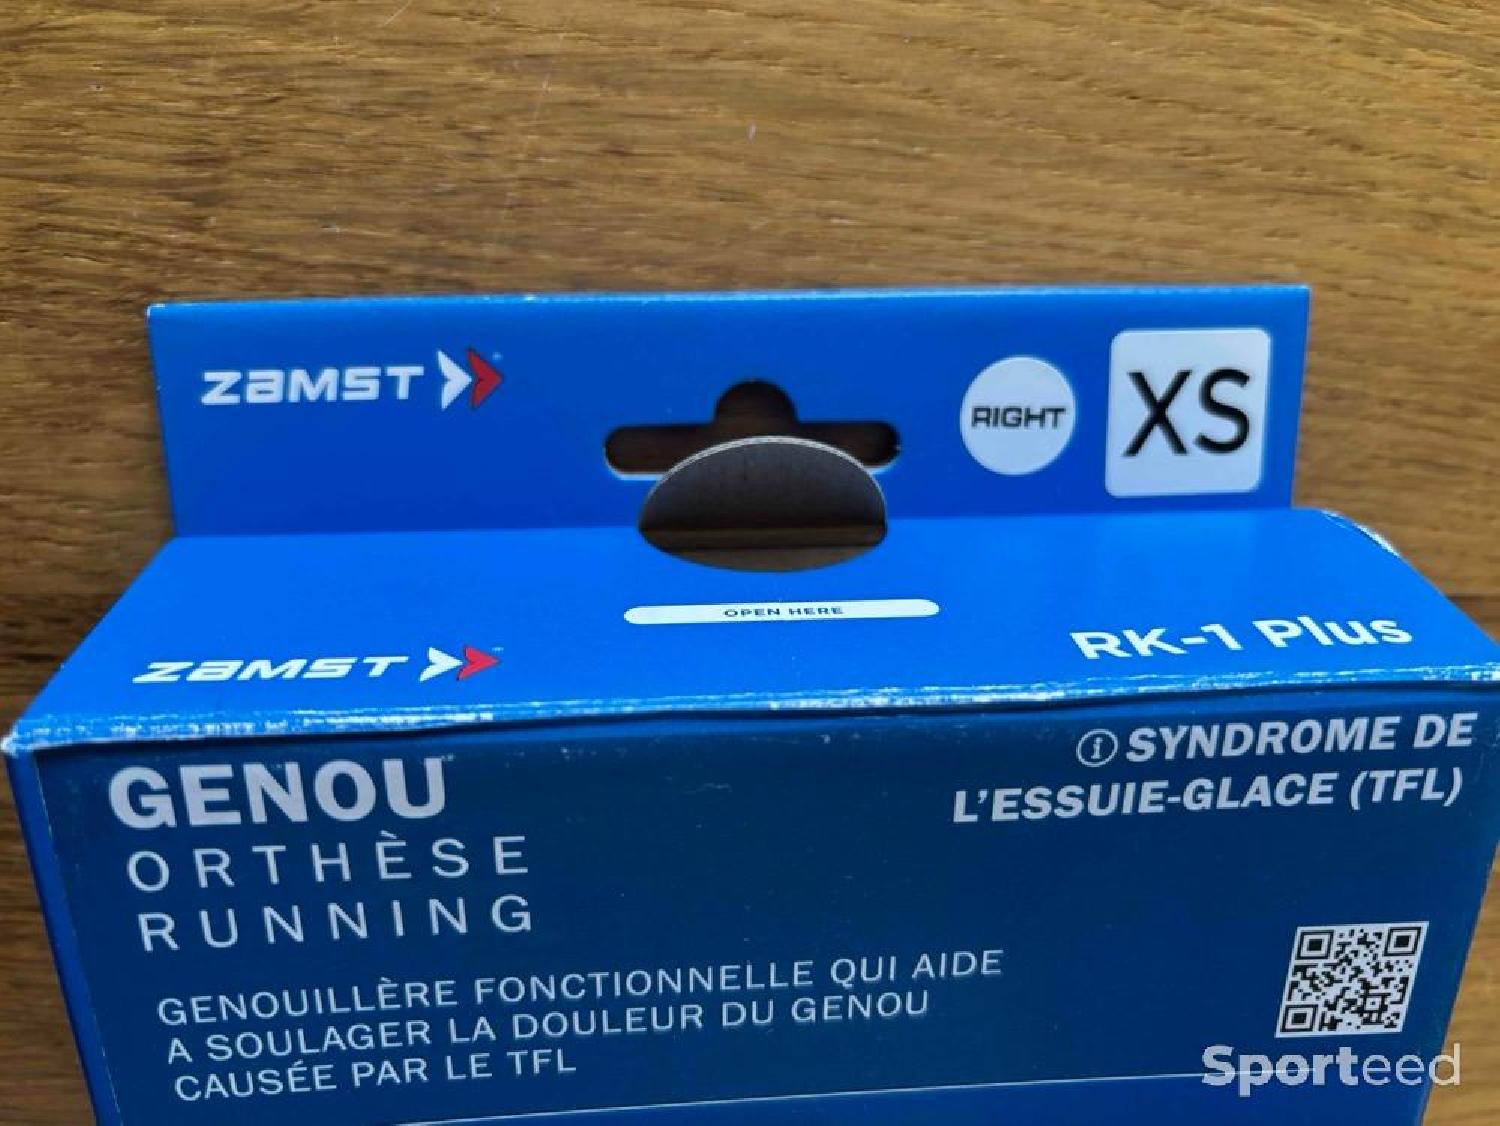 ZAMST
RIGHT
XS
OPEN HERE
ZAMST
RK-1 Plus
GENOU
ORTHÈSE
RUNNING
SYNDROME DE
L'ESSUIE-GLACE (TFL)
GENOUILLÈRE FONCTIONNELLE QUI AIDE
A SOULAGER LA DOULEUR DU GENOU
CAUSÉE PAR LE TFL
Sporteed